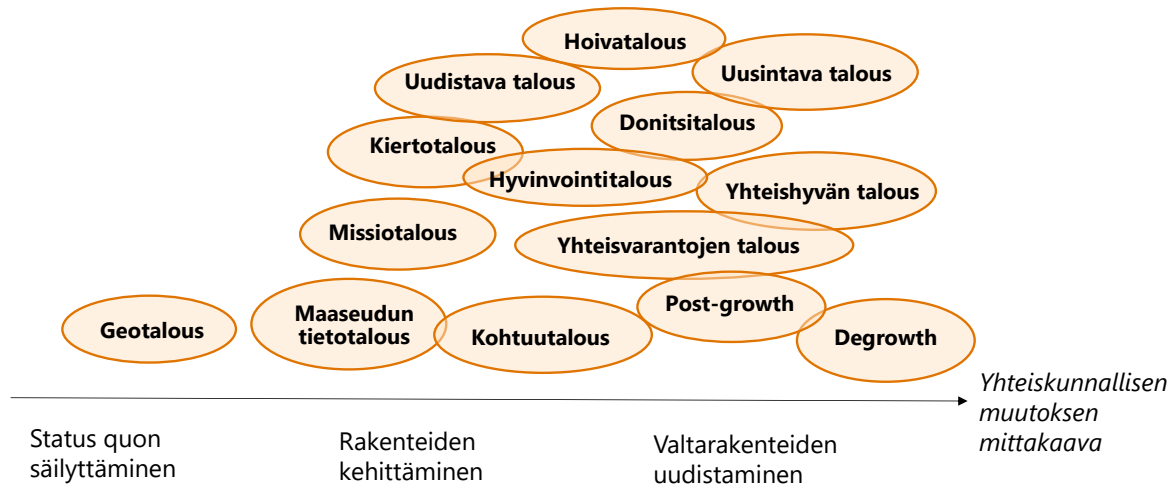 Hoivatalous
Uudistava talous
Uusintava talous
Donitsitalous
Kiertotalous
Hyvinvointitalous
Yhteishyvän talous
Missiotalous
Yhteisvarantojen talous
Post-growth
Geotalous
Maaseudun
tietotalous
Kohtuutalous
Degrowth
Yhteiskunnallisen
muutoksen
mittakaava
Status quon
säilyttäminen
Rakenteiden
kehittäminen
Valtarakenteiden
uudistaminen